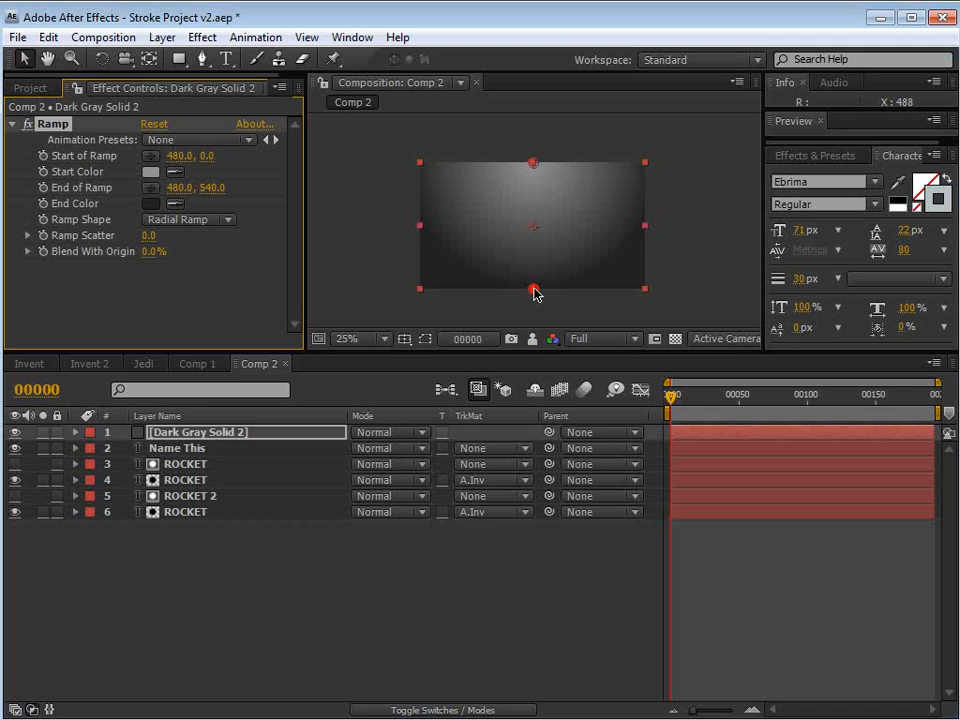 Adobe After Effects - Stroke Project v2.aep *
File Edit Composition Layer Effect Animation View Window Help
Workspace: Standard Search Help
Project Effect Controls: Dark Gray Solid 2 Composition: Comp 2 Info Audio
Comp 2 • Dark Gray Solid 2 Comp 2 R : X : 488
fx Ramp Reset About... Preview
Animation Presets: None
Start of Ramp 480.0, 0.0 Effects & Presets Characte
Start Color
End of Ramp 480.0, 540.0 Ebrima
End Color Regular
Ramp Shape Radial Ramp
Ramp Scatter 0.0 71 px 22 px
Blend With Origin 0.0% Metrics 80
30 px
100 % 100 %
0 px 0 %
25% 00000 Full Active Camera
Invent Invent 2 Jedi Comp 1 Comp 2
00000 00050 00100 00150
# Layer Name Mode T TrkMat Parent
1 [Dark Gray Solid 2] Normal None
2 T Name This Normal None None
3 T ROCKET Normal None None
4 T ROCKET Normal A.Inv None
5 T ROCKET 2 Normal None None
6 T ROCKET Normal A.Inv None
Toggle Switches / Modes